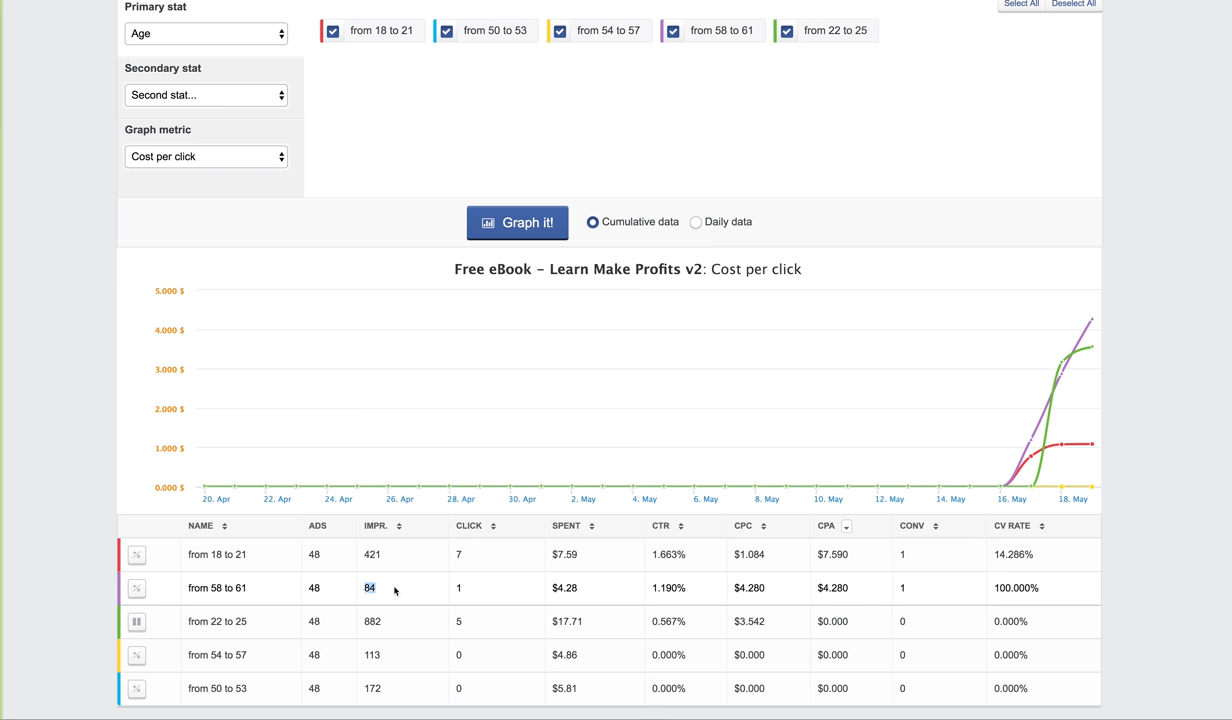 Primary stat
Select All Deselect All
Age
from 18 to 21 from 50 to 53 from 54 to 57 from 58 to 61 from 22 to 25
Secondary stat
Second stat...
Graph metric
Cost per click
Graph it! Cumulative data Daily data
Free eBook – Learn Make Profits v2: Cost per click
5.000 $
4.000 $
3.000 $
2.000 $
1.000 $
0.000 $
20. Apr 22. Apr 24. Apr 26. Apr 28. Apr 30. Apr 2. May 4. May 6. May 8. May 10. May 12. May 14. May 16. May 18. May
NAME ADS IMPR. CLICK SPENT CTR CPC CPA CONV CV RATE
from 18 to 21 48 421 7 $7.59 1.663% $1.084 $7.590 1 14.286%
from 58 to 61 48 84 1 $4.28 1.190% $4.280 $4.280 1 100.000%
from 22 to 25 48 882 5 $17.71 0.567% $3.542 $0.000 0 0.000%
from 54 to 57 48 113 0 $4.86 0.000% $0.000 $0.000 0 0.000%
from 50 to 53 48 172 0 $5.81 0.000% $0.000 $0.000 0 0.000%